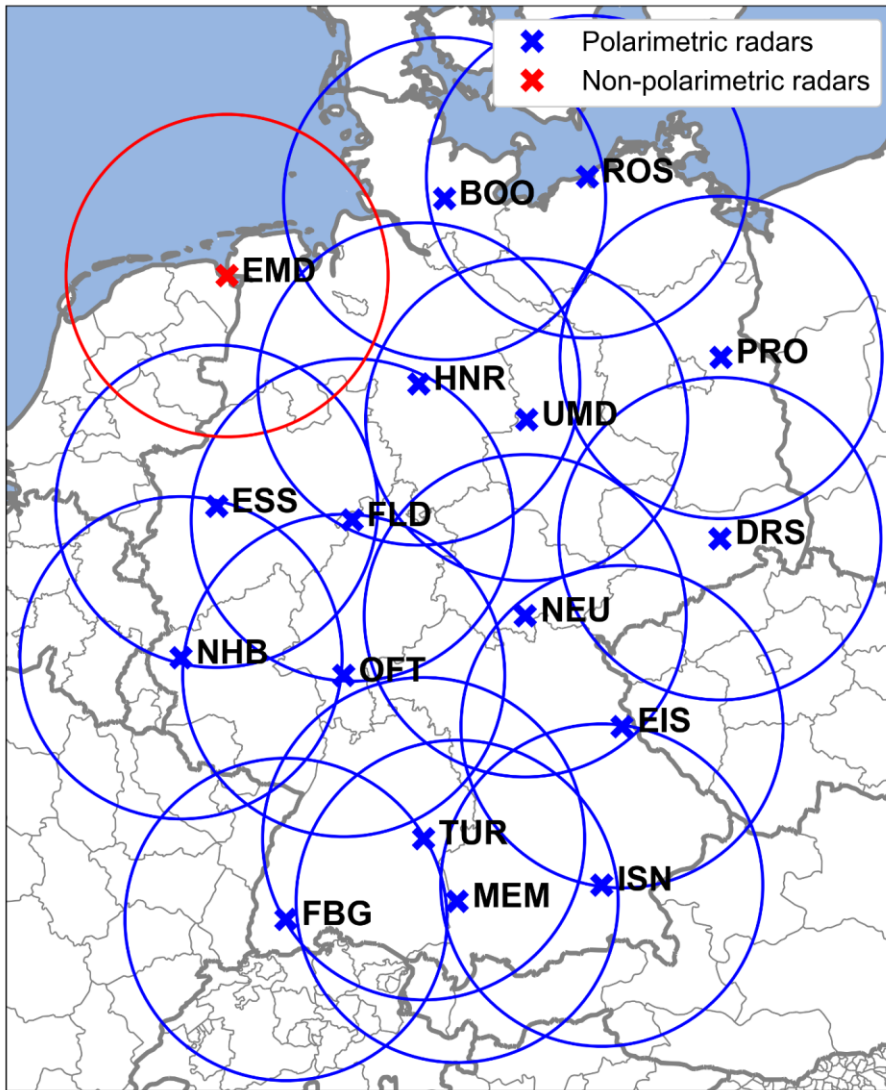 Polarimetric radars
Non-polarimetric radars
ROS
BOO
EMD
PRO
HNR
UMD
ESS
FLD
DRS
NEU
NHB
OFT
EIS
TUR
ISN
MEM
FBG